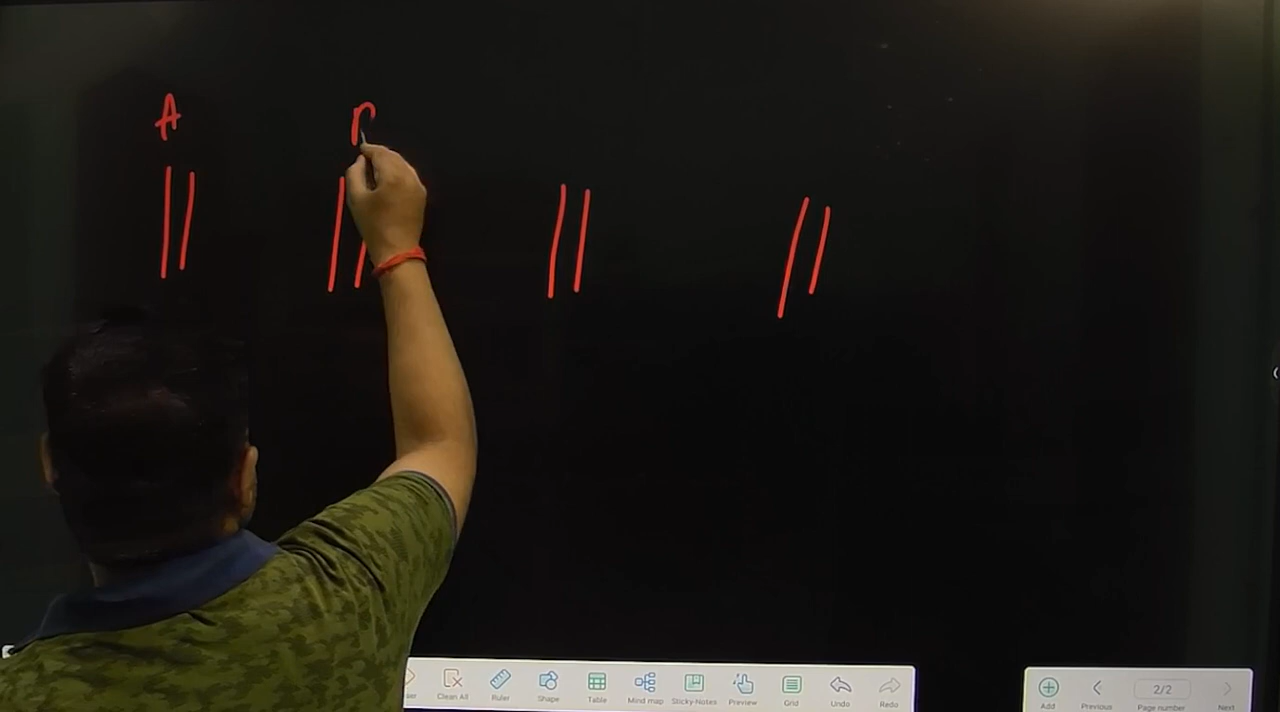 A
Clean All Ruler Shape Table Mind map Sticky-Notes Preview Grid Undo Redo
Add Previous 2/2 Page number Next